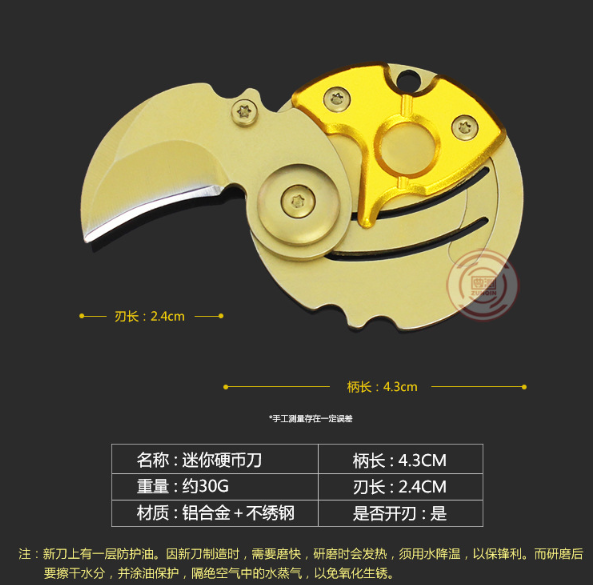 刃长：2.4cm
柄长：4.3cm
*手工测量存在一定误差
名称：迷你硬币刀 柄长：4.3CM
重量：约30G 刃长：2.4CM
材质：铝合金＋不绣钢 是否开刃：是
注：新刀上有一层防护油。因新刀制造时，需要磨快，研磨时会发热，须用水降温，以保锋利。而研磨后
要擦干水分，并涂油保护，隔绝空气中的水蒸气，以免氧化生锈。